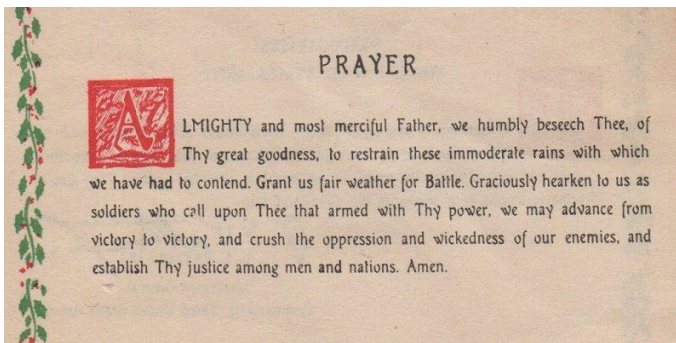 PRAYER
ALMIGHTY and most merciful Father, we humbly beseech Thee, of
Thy great goodness, to restrain these immoderate rains with which
we have had to contend. Grant us fair weather for Battle. Graciously hearken to us as
soldiers who call upon Thee that armed with Thy power, we may advance from
victory to victory, and crush the oppression and wickedness of our enemies, and
establish Thy justice among men and nations. Amen.